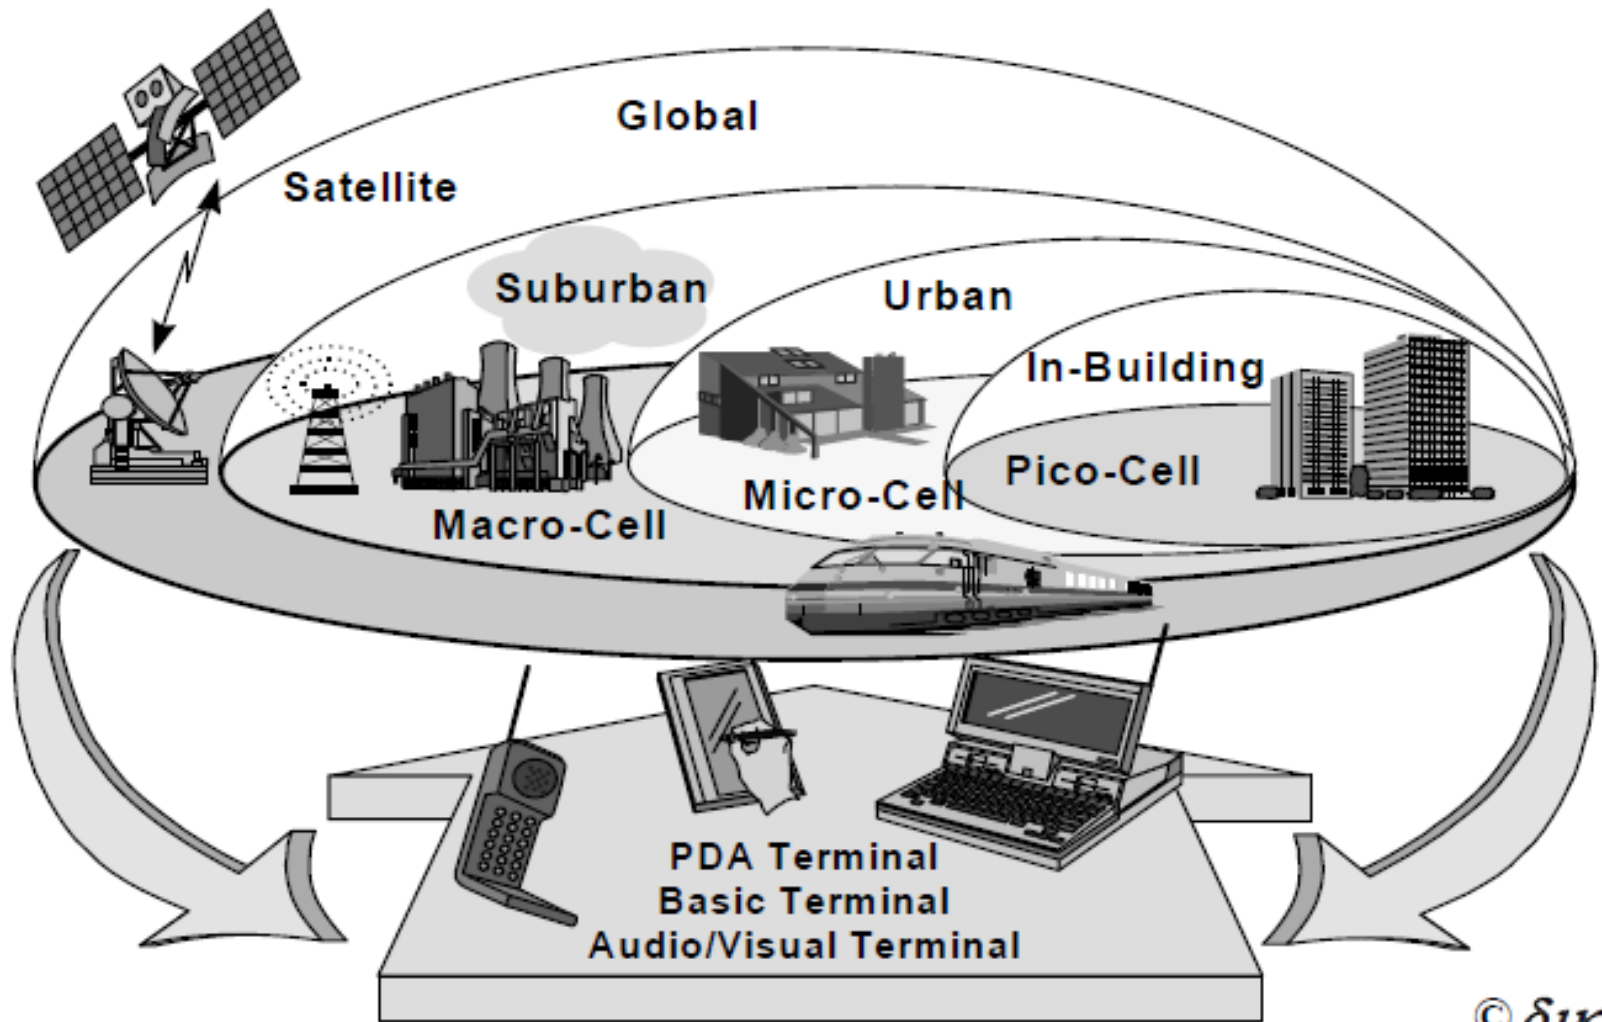 Global
Satellite
Suburban
Urban
In-Building
Pico-Cell
Micro-Cell
Macro-Cell
PDA Terminal
Basic Terminal
Audio/Visual Terminal
©